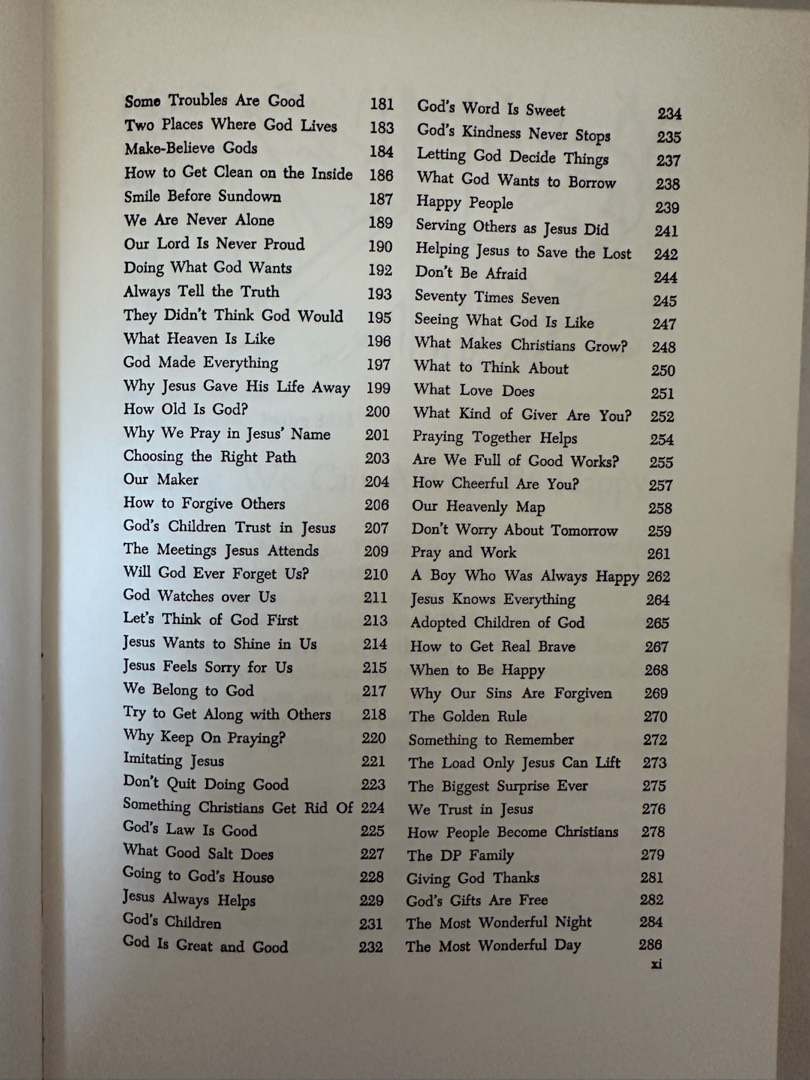 Some Troubles Are Good 181
Two Places Where God Lives 183
Make-Believe Gods 184
How to Get Clean on the Inside 186
Smile Before Sundown 187
We Are Never Alone 189
Our Lord Is Never Proud 190
Doing What God Wants 192
Always Tell the Truth 193
They Didn't Think God Would 195
What Heaven Is Like 196
God Made Everything 197
Why Jesus Gave His Life Away 199
How Old Is God? 200
Why We Pray in Jesus' Name 201
Choosing the Right Path 203
Our Maker 204
How to Forgive Others 206
God's Children Trust in Jesus 207
The Meetings Jesus Attends 209
Will God Ever Forget Us? 210
God Watches over Us 211
Let's Think of God First 213
Jesus Wants to Shine in Us 214
Jesus Feels Sorry for Us 215
We Belong to God 217
Try to Get Along with Others 218
Why Keep On Praying? 220
Imitating Jesus 221
Don't Quit Doing Good 223
Something Christians Get Rid Of 224
God's Law Is Good 225
What Good Salt Does 227
Going to God's House 228
Jesus Always Helps 229
God's Children 231
God Is Great and Good 232
God's Word Is Sweet 234
God's Kindness Never Stops 235
Letting God Decide Things 237
What God Wants to Borrow 238
Happy People 239
Serving Others as Jesus Did 241
Helping Jesus to Save the Lost 242
Don't Be Afraid 244
Seventy Times Seven 245
Seeing What God Is Like 247
What Makes Christians Grow? 248
What to Think About 250
What Love Does 251
What Kind of Giver Are You? 252
Praying Together Helps 254
Are We Full of Good Works? 255
How Cheerful Are You? 257
Our Heavenly Map 258
Don't Worry About Tomorrow 259
Pray and Work 261
A Boy Who Was Always Happy 262
Jesus Knows Everything 264
Adopted Children of God 265
How to Get Real Brave 267
When to Be Happy 268
Why Our Sins Are Forgiven 269
The Golden Rule 270
Something to Remember 272
The Load Only Jesus Can Lift 273
The Biggest Surprise Ever 275
We Trust in Jesus 276
How People Become Christians 278
The DP Family 279
Giving God Thanks 281
God's Gifts Are Free 282
The Most Wonderful Night 284
The Most Wonderful Day 286
xi